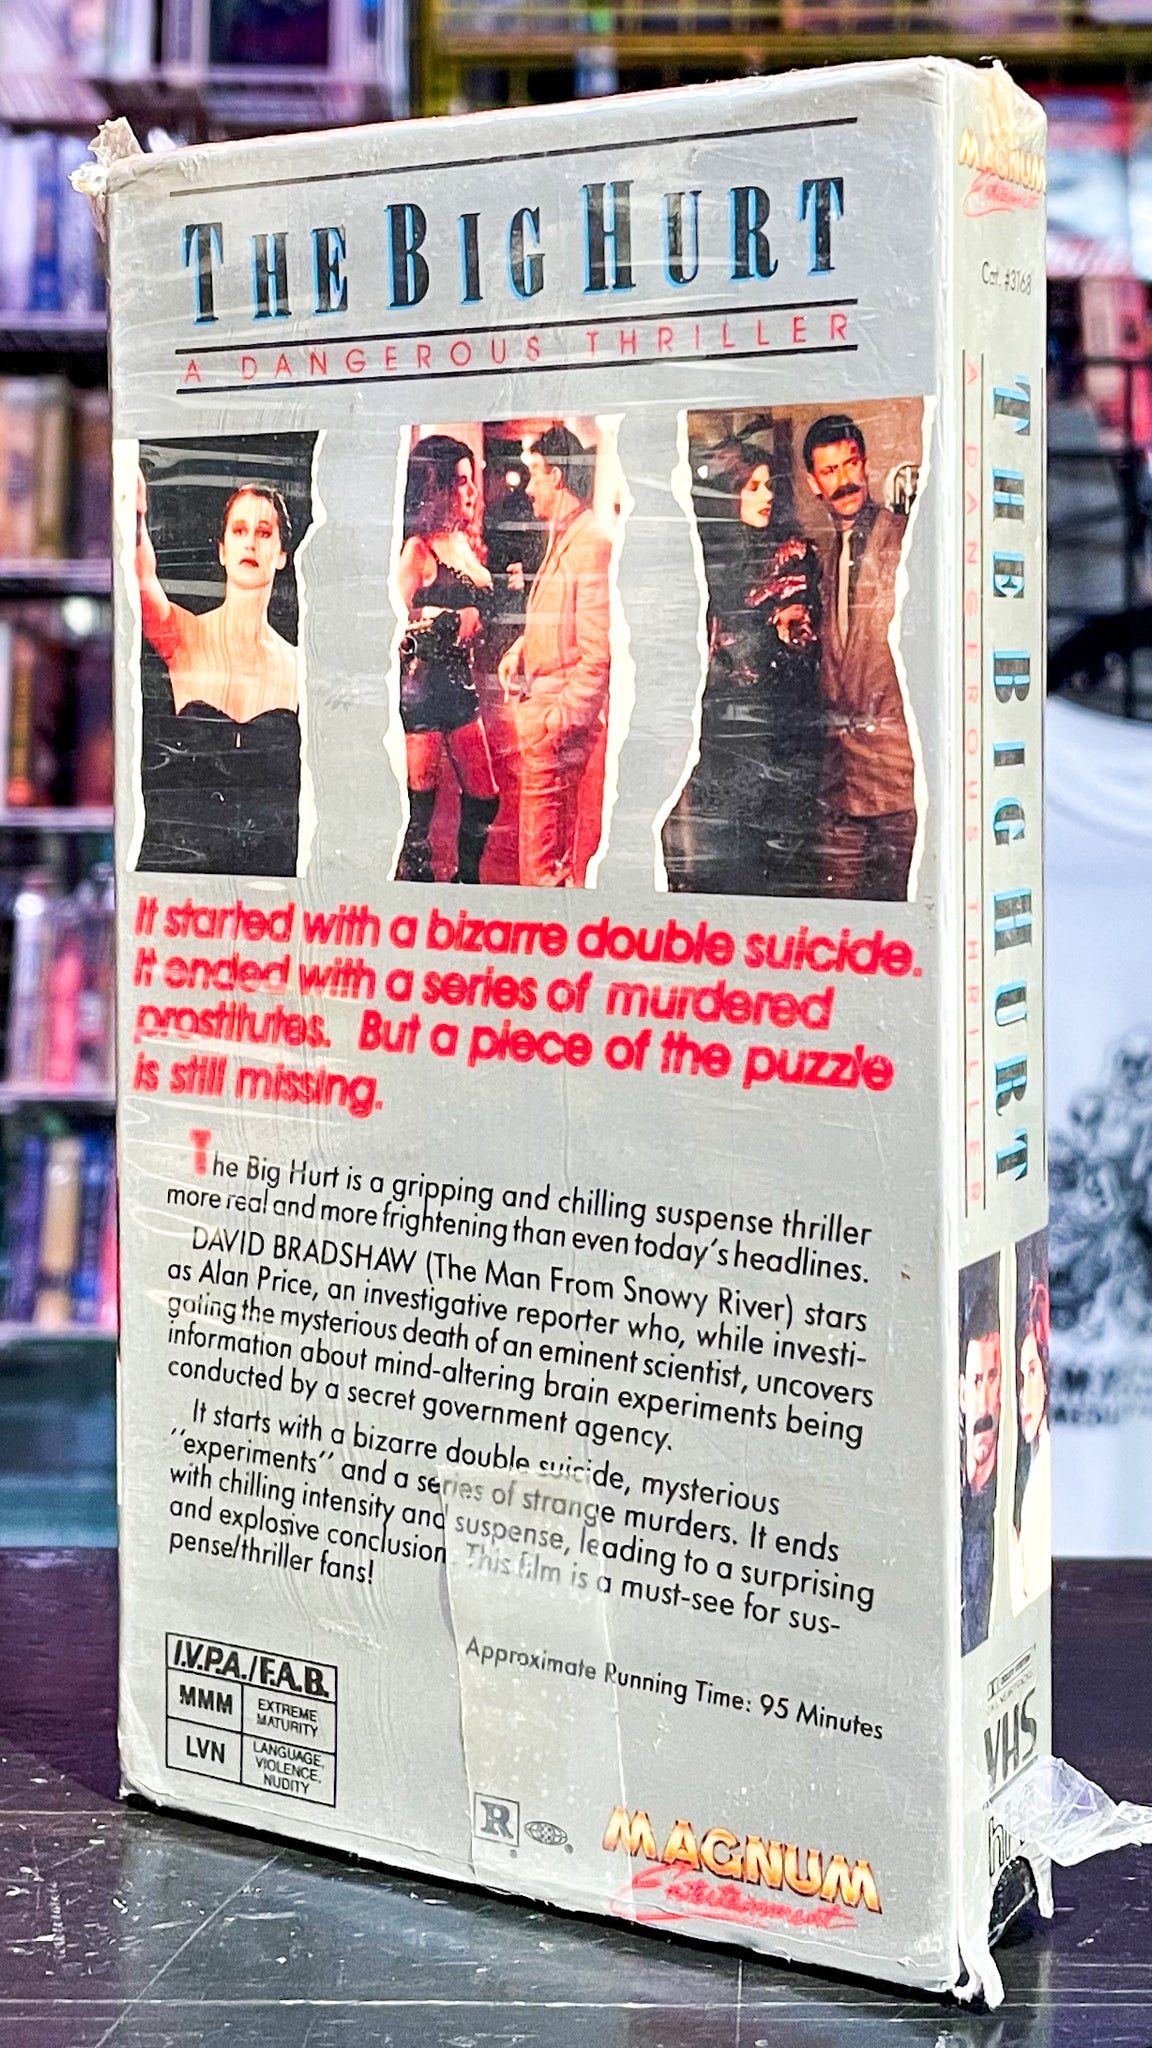 THE BIG HURT
A DANGEROUS THRILLER
It started with a bizarre double suicide.
It ended with a series of murdered
prostitutes. But a piece of the puzzle
is still missing.
The Big Hurt is a gripping and chilling suspense thriller
more real and more frightening than even today's headlines.
DAVID BRADSHAW (The Man From Snowy River) stars
as Alan Price, an investigative reporter who, while investi-
gating the mysterious death of an eminent scientist, uncovers
information about mind-altering brain experiments being
conducted by a secret government agency.
It starts with a bizarre double suicide, mysterious
"experiments" and a series of strange murders. It ends
with chilling intensity and suspense, leading to a surprising
and explosive conclusion. This film is a must-see for sus-
pense/thriller fans!
Approximate Running Time: 95 Minutes
I.V.P.A./F.A.B.
MMM EXTREME
MATURITY
LVN LANGUAGE,
VIOLENCE,
NUDITY
R
MAGNUM
Entertainment
MAGNUM
Entertainment
Cat. #3168
THE BIG HURT
A DANGEROUS THRILLER
VHS